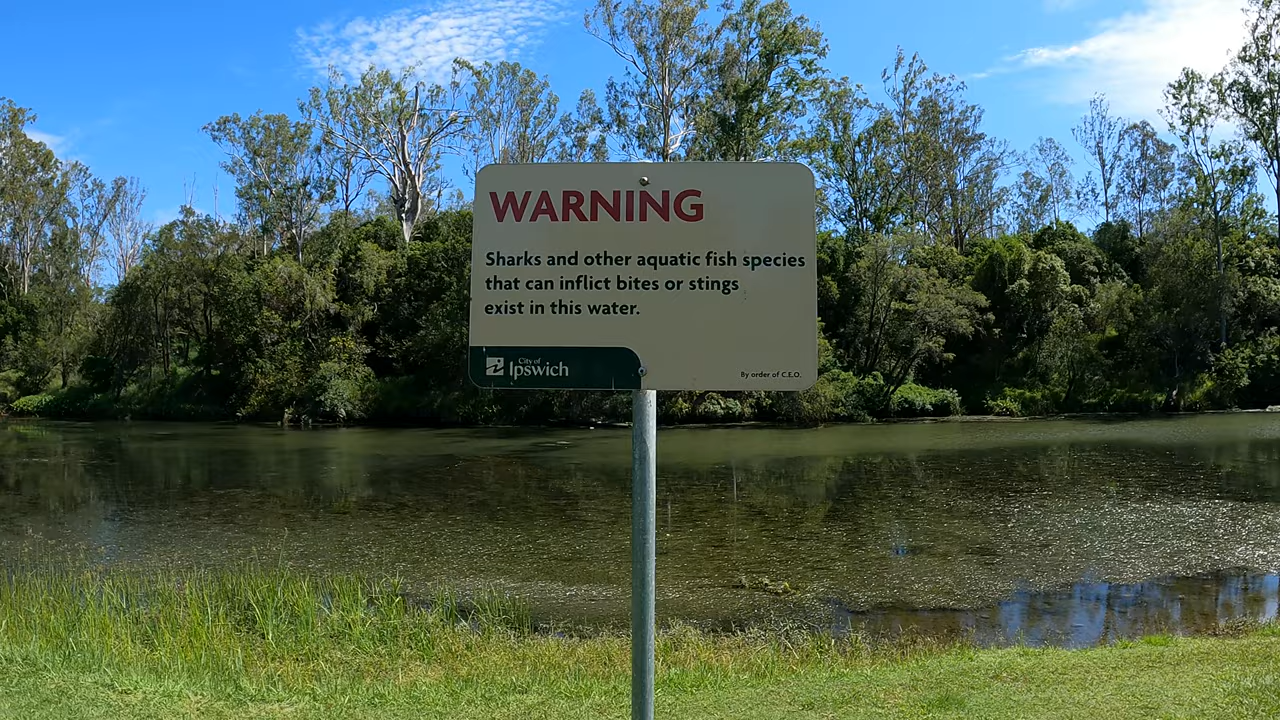 WARNING
Sharks and other aquatic fish species
that can inflict bites or stings
exist in this water.
City of
Ipswich
By order of C.E.O.